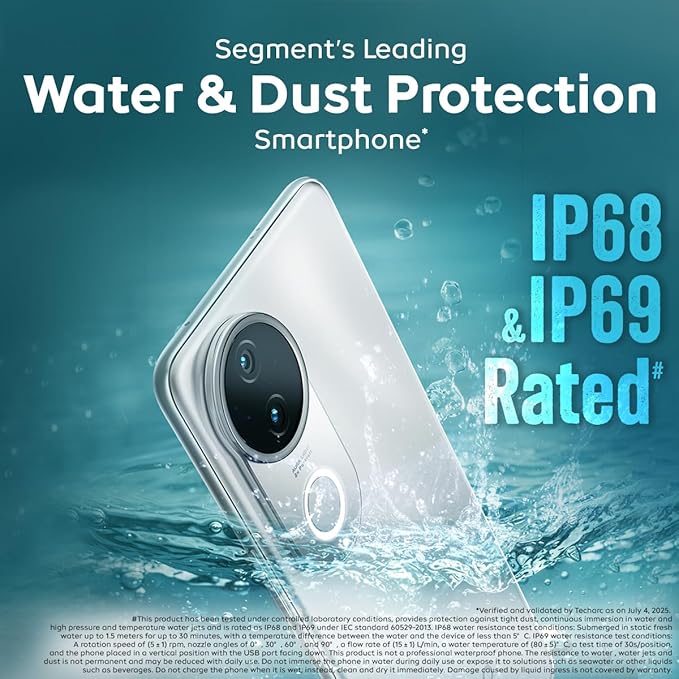 Segment's Leading
Water & Dust Protection
Smartphone*
IP68
& IP69
Rated#
*Verified and validated by Techarc as on July 4, 2025.
#This product has been tested under controlled laboratory conditions, provides protection against tight dust, continuous immersion in water and
high pressure and temperature water jets and is rated as IP68 and IP69 under IEC standard 60529-2013. IP68 water resistance test conditions: Submerged in static fresh
water up to 1.5 meters for up to 30 minutes, with a temperature difference between the water and the device of less than 5° C. IP69 water resistance test conditions:
A rotation speed of (5 ± 1) rpm, nozzle angles of 0°, 30°, 60° and 90°, a flow rate of (15 ± 1) L/min, a water temperature of (80 ± 5)° C, a test time of 30s/position,
and the phone placed in a vertical position with the USB port facing down. This product is not a professional waterproof phone. The resistance to water, water jets and
dust is not permanent and may be reduced with daily use. Do not immerse the phone in water during daily use or expose it to solutions such as seawater or other liquids
such as beverages. Do not charge the phone when it is wet; instead, clean and dry it immediately. Damage caused by liquid ingress is not covered by warranty.